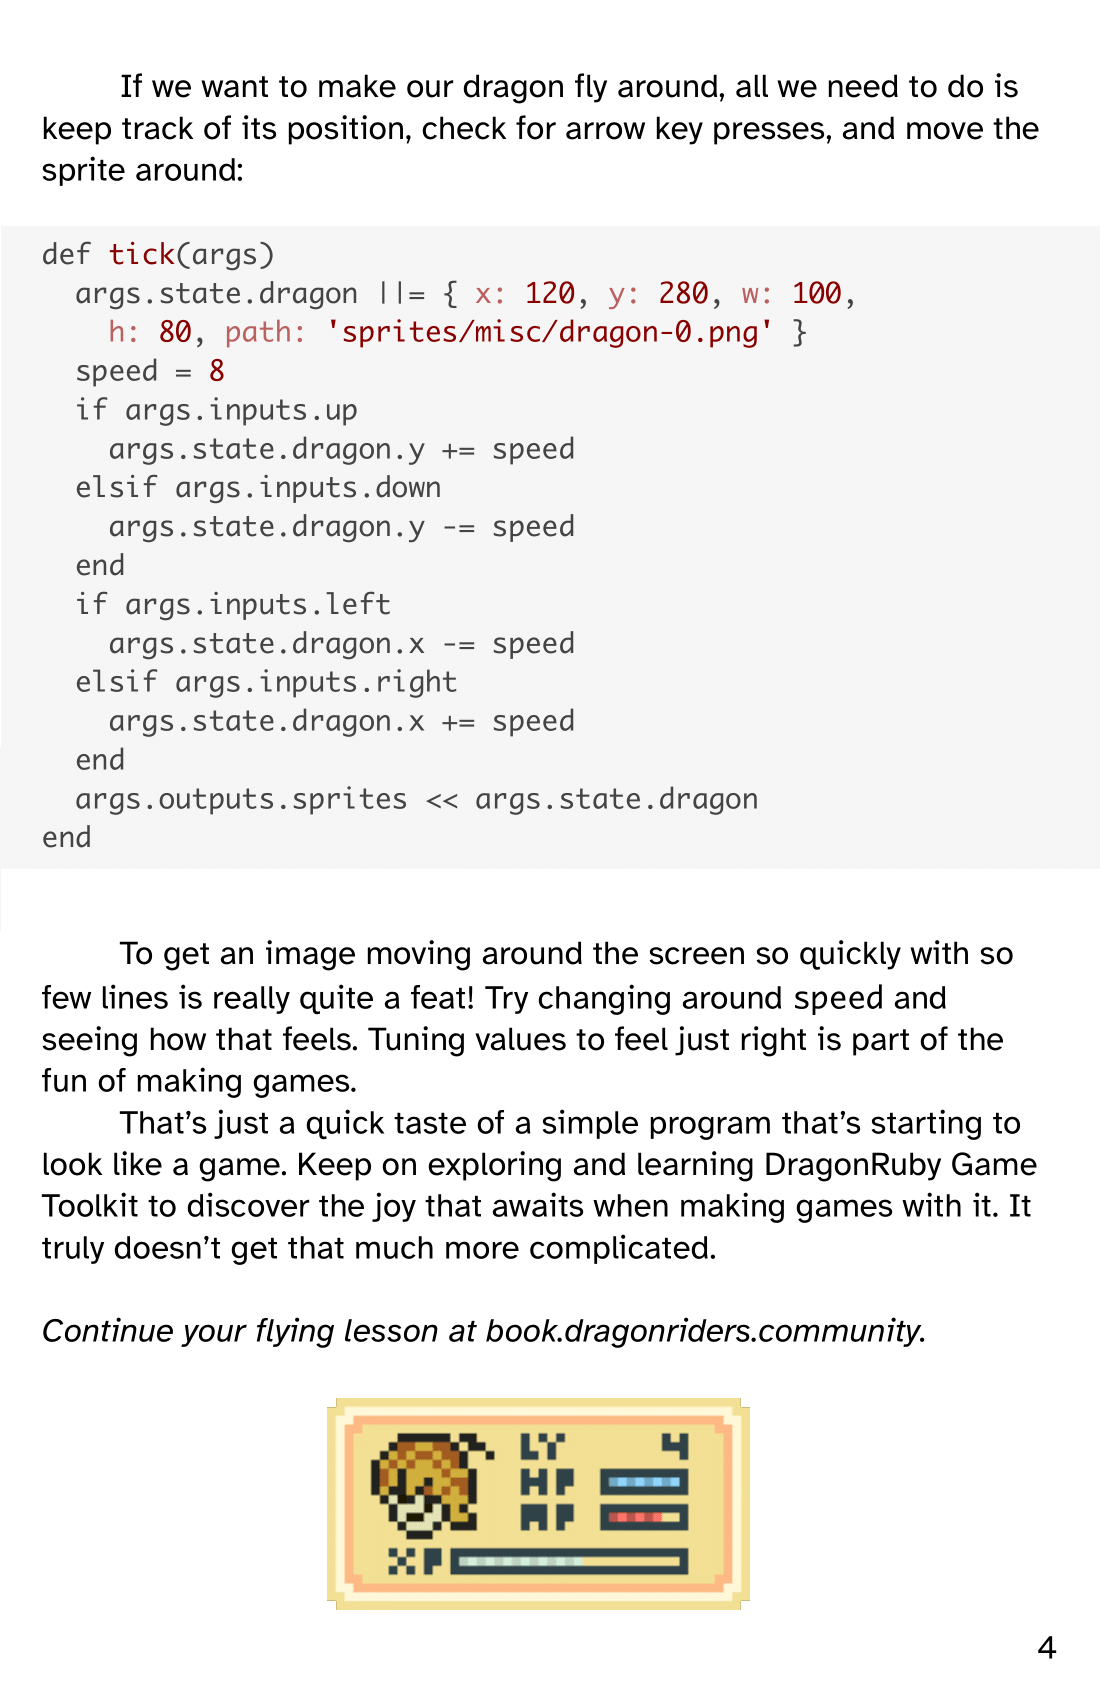 If we want to make our dragon fly around, all we need to do is
keep track of its position, check for arrow key presses, and move the
sprite around:
def tick(args)
  args.state.dragon ||= { x: 120, y: 280, w: 100,
    h: 80, path: 'sprites/misc/dragon-0.png' }
  speed = 8
  if args.inputs.up
    args.state.dragon.y += speed
  elsif args.inputs.down
    args.state.dragon.y -= speed
  end
  if args.inputs.left
    args.state.dragon.x -= speed
  elsif args.inputs.right
    args.state.dragon.x += speed
  end
  args.outputs.sprites << args.state.dragon
end
To get an image moving around the screen so quickly with so
few lines is really quite a feat! Try changing around speed and
seeing how that feels. Tuning values to feel just right is part of the
fun of making games.
That’s just a quick taste of a simple program that’s starting to
look like a game. Keep on exploring and learning DragonRuby Game
Toolkit to discover the joy that awaits when making games with it. It
truly doesn’t get that much more complicated.
Continue your flying lesson at book.dragonriders.community.
LY 4
HP
MP
XP
4